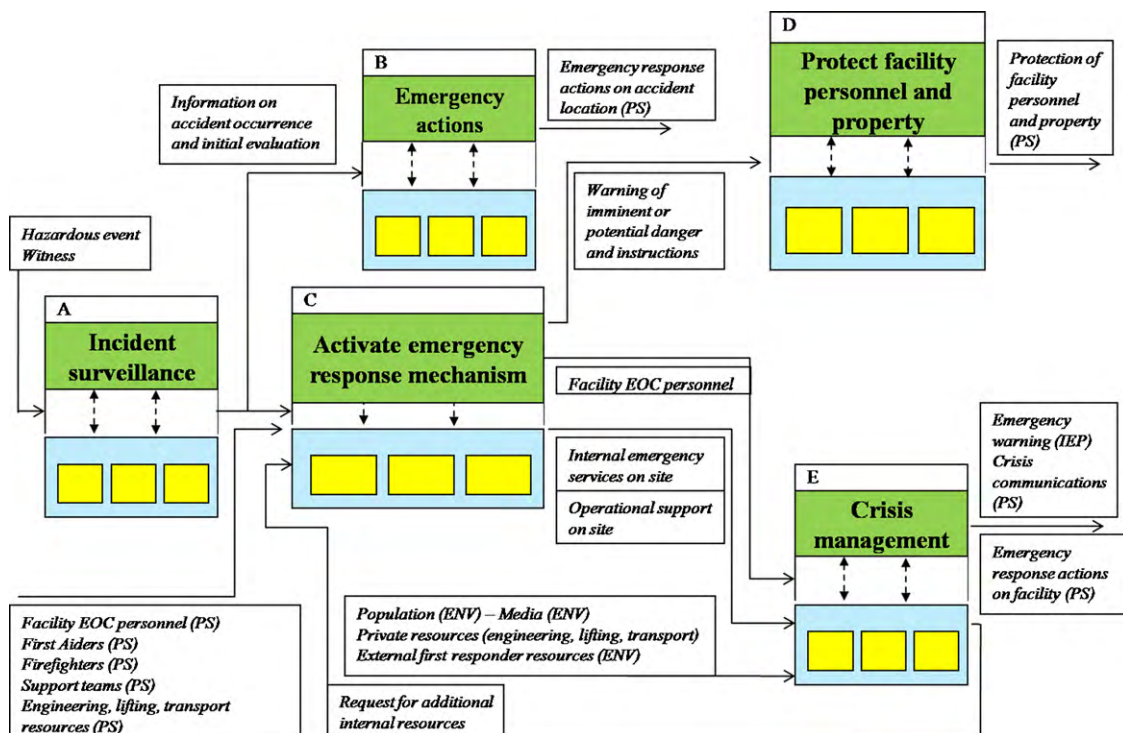 B
Emergency
actions
D
Protect facility
personnel and
property
Emergency response
actions on accident
location (PS)
Protection of
facility
personnel
and property
(PS)
Information on
accident occurrence
and initial evaluation
Warning of
imminent or
potential danger
and instructions
Hazardous event
Witness
A
Incident
surveillance
C
Activate emergency
response mechanism
Facility EOC personnel
Internal emergency
services on site
Operational support
on site
E
Crisis
management
Emergency
warning (IEP)
Crisis
communications
(PS)
Emergency
response actions
on facility (PS)
Facility EOC personnel (PS)
First Aiders (PS)
Firefighters (PS)
Support teams (PS)
Engineering, lifting, transport
resources (PS)
Population (ENV) – Media (ENV)
Private resources (engineering, lifting, transport)
External first responder resources (ENV)
Request for additional
internal resources